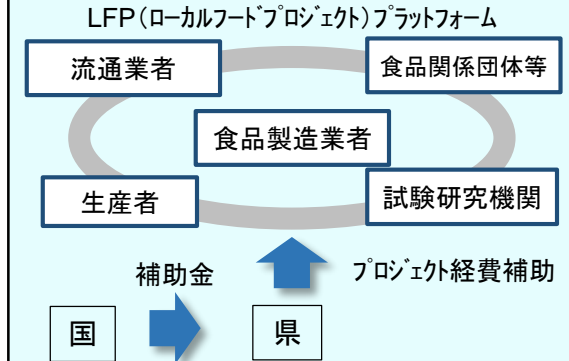 LFP（ﾛｰｶﾙﾌｰﾄﾞﾌﾟﾛｼﾞｪｸﾄ）ﾌﾟﾗｯﾄﾌｫｰﾑ
流通業者
食品関係団体等
食品製造業者
生産者
試験研究機関
補助金
ﾌﾟﾛｼﾞｪｸﾄ経費補助
国
県